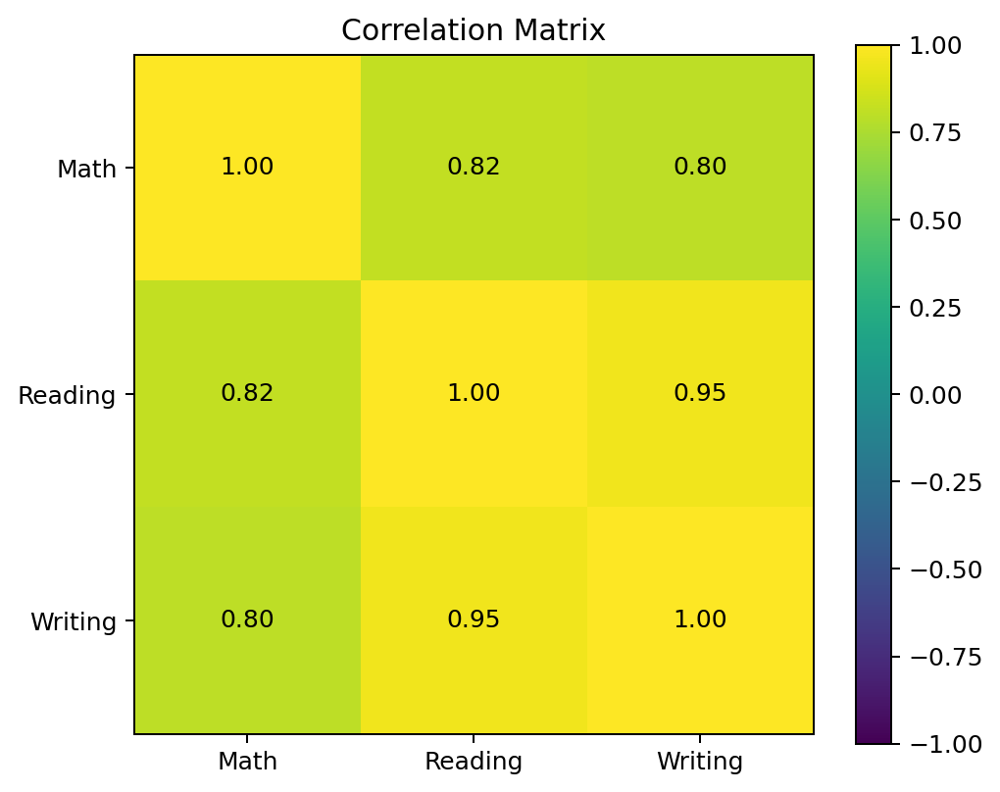 Correlation Matrix
1.00
Math 1.00 0.82 0.80
0.75
0.50
0.25
Reading 0.82 1.00 0.95
0.00
−0.25
−0.50
Writing 0.80 0.95 1.00
−0.75
−1.00
Math Reading Writing